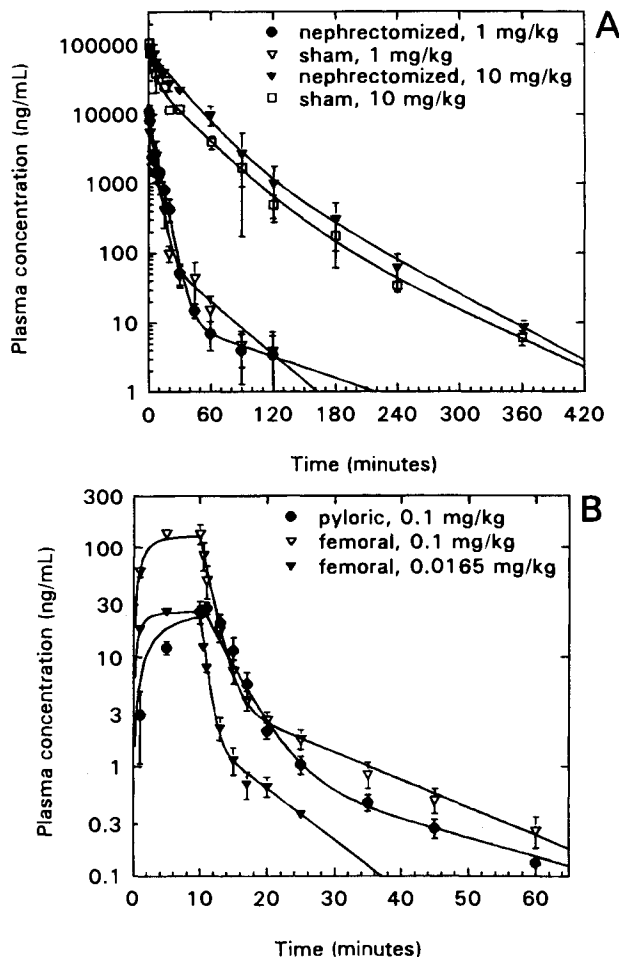 A
nephrectomized, 1 mg/kg
sham, 1 mg/kg
nephrectomized, 10 mg/kg
sham, 10 mg/kg
Plasma concentration (ng/mL)
100000
10000
1000
100
10
1
0 60 120 180 240 300 360 420
Time (minutes)
B
pyloric, 0.1 mg/kg
femoral, 0.1 mg/kg
femoral, 0.0165 mg/kg
Plasma concentration (ng/mL)
300
100
30
10
3
1
0.3
0.1
0 10 20 30 40 50 60
Time (minutes)